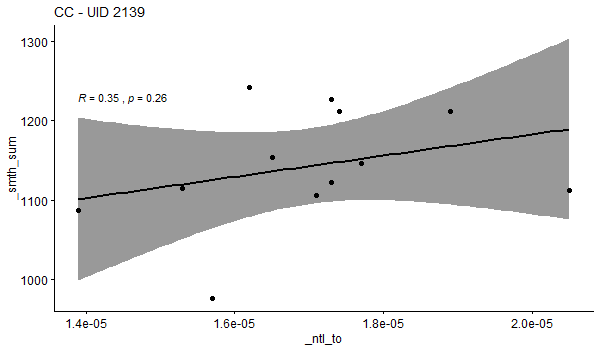 CC - UID 2139
R = 0.35 , p = 0.26
1300
1200
1100
1000
_smth_sum
1.4e-05 1.6e-05 1.8e-05 2.0e-05
_ntl_to